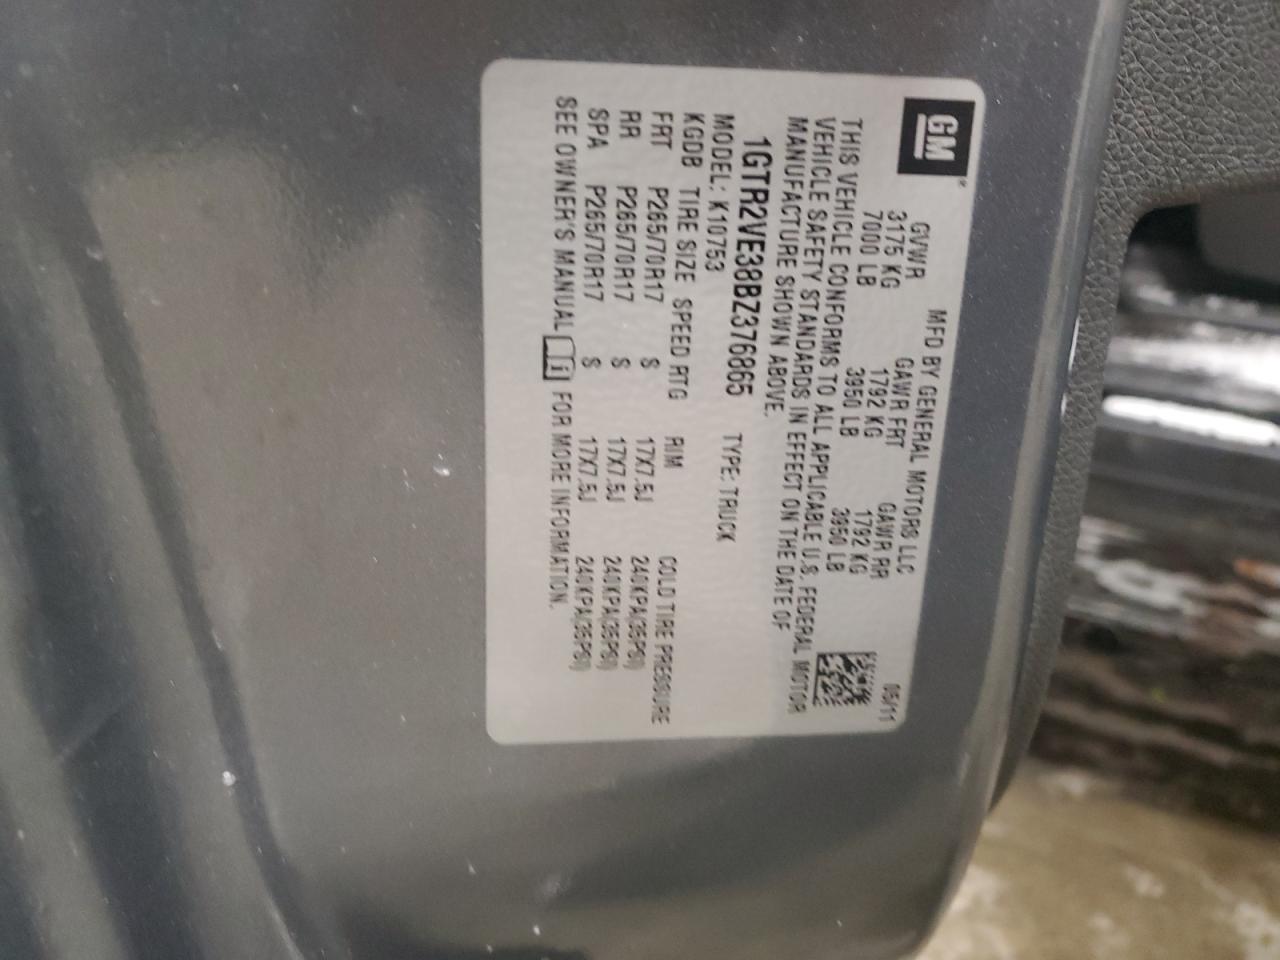 GM
MFD BY GENERAL MOTORS LLC 05/11
GVWR GAWR FRT GAWR RR
3175 KG 1792 KG 1792 KG
7000 LB 3950 LB 3950 LB
THIS VEHICLE CONFORMS TO ALL APPLICABLE U.S. FEDERAL MOTOR
VEHICLE SAFETY STANDARDS IN EFFECT ON THE DATE OF
MANUFACTURE SHOWN ABOVE.
1GTR2VE38BZ376865 TYPE: TRUCK
MODEL: K10753
KGDB TIRE SIZE SPEED RTG RIM COLD TIRE PRESSURE
FRT P265/70R17 S 17X7.5J 240KPA(35PSI)
RR P265/70R17 S 17X7.5J 240KPA(35PSI)
SPA P265/70R17 S 17X7.5J 240KPA(35PSI)
SEE OWNER'S MANUAL i FOR MORE INFORMATION.